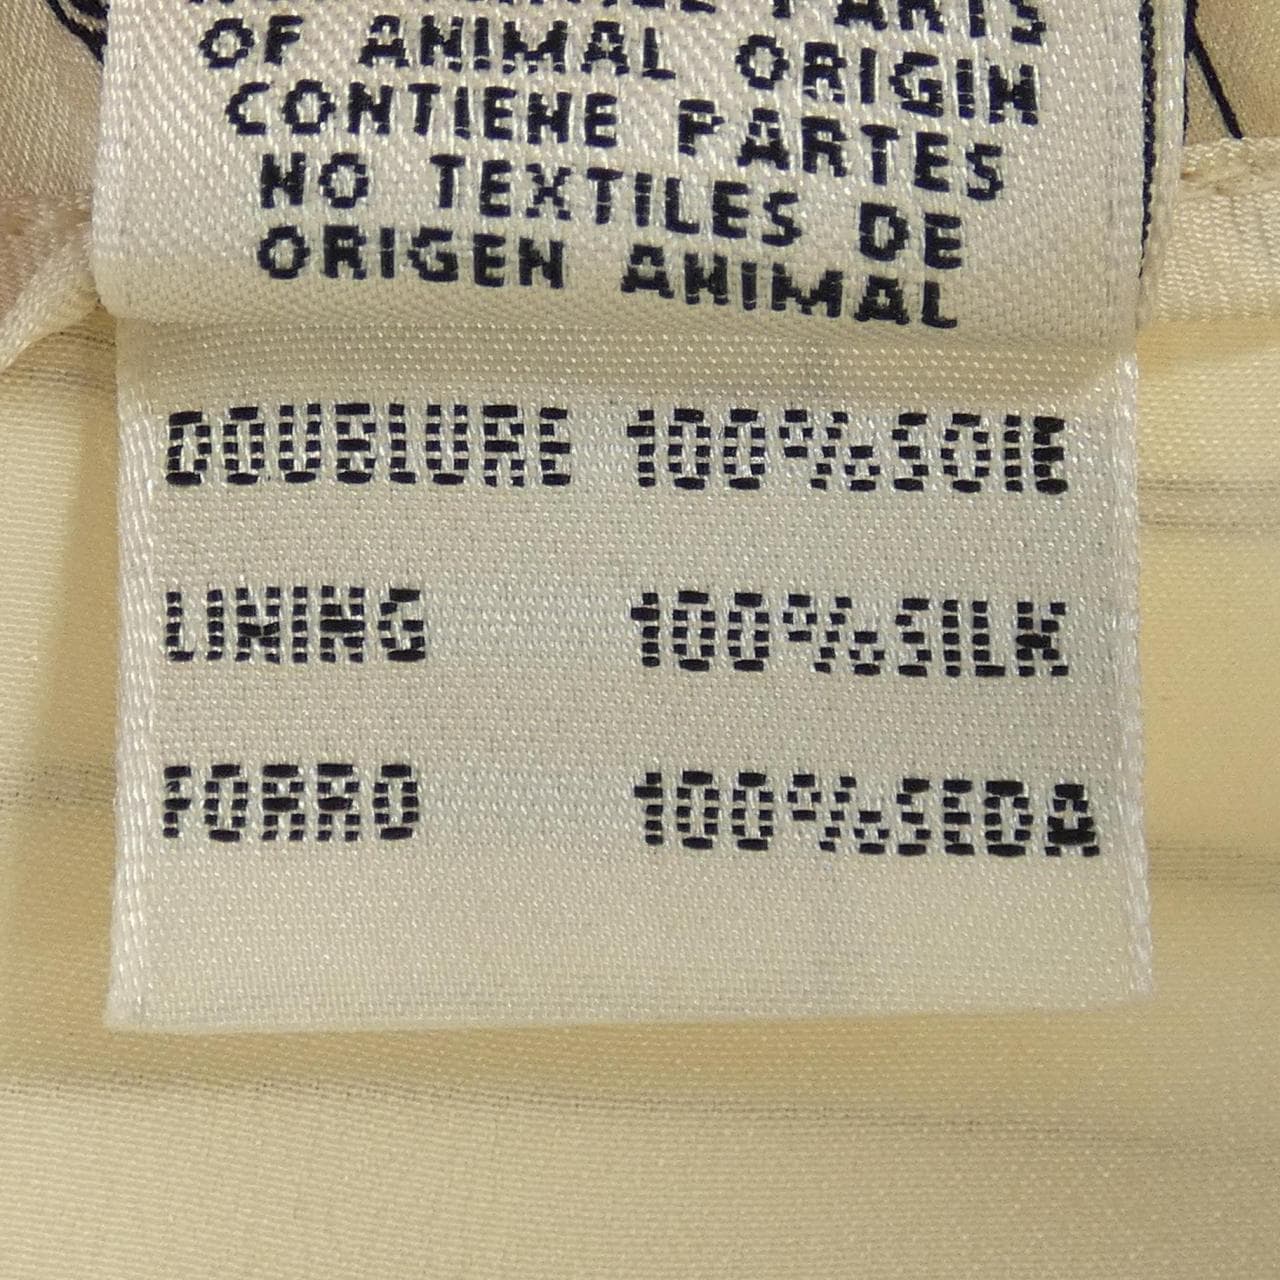 PARTS
OF ANIMAL ORIGIN
CONTIENE PARTES
NO TEXTILES DE
ORIGEN ANIMAL
DOUBLURE 100%SOIE
LINING 100%SILK
FORRO 100%SEDA